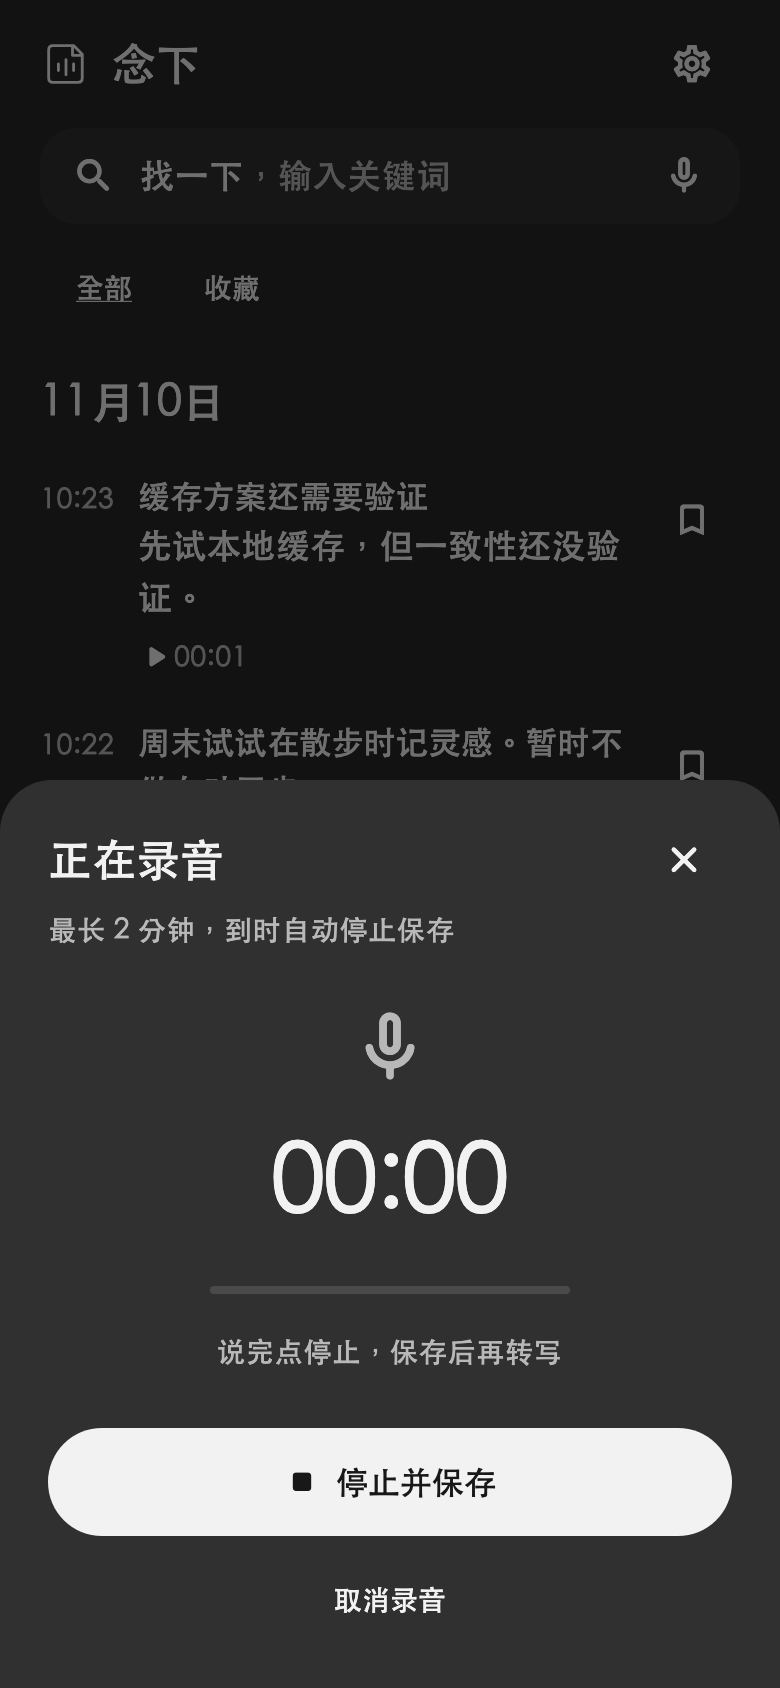 念下
找一下，输入关键词
全部 收藏
11月10日
10:23 缓存方案还需要验证
先试本地缓存，但一致性还没验
证。
00:01
10:22 周末试试在散步时记灵感。暂时不
正在录音
最长 2 分钟，到时自动停止保存
00:00
说完点停止，保存后再转写
停止并保存
取消录音